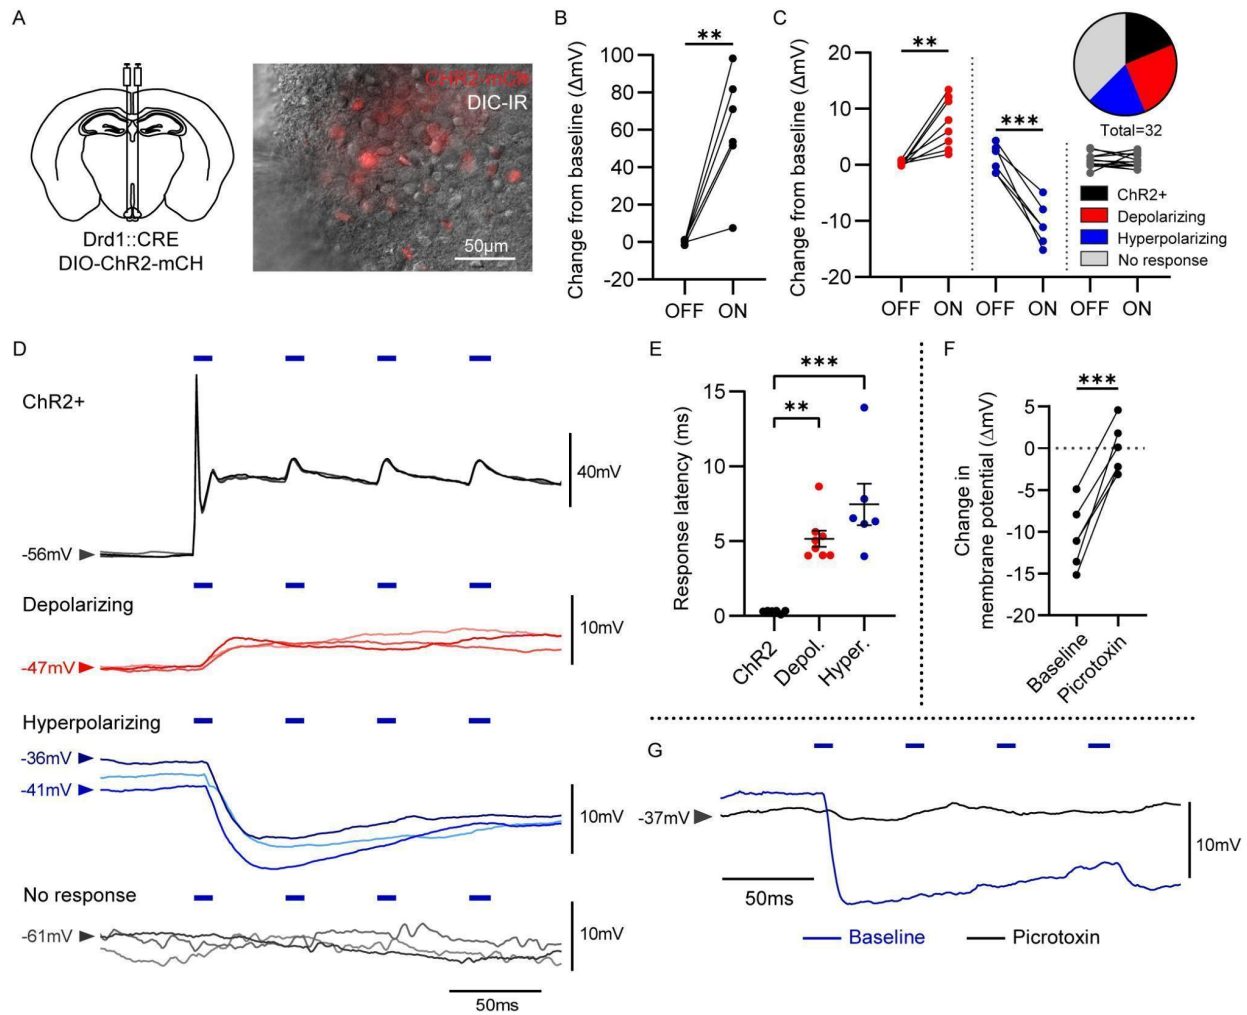 A
Drd1::CRE
DIO-ChR2-mCH
CHR2-mCh
DIC-IR
50µm
B
**
Change from baseline (ΔmV)
100
80
60
40
20
0
-20
OFF
ON
C
**
***
Change from baseline (ΔmV)
20
10
0
-10
-20
OFF
ON
OFF
ON
OFF
ON
Total=32
ChR2+
Depolarizing
Hyperpolarizing
No response
D
ChR2+
-56mV
40mV
Depolarizing
-47mV
10mV
Hyperpolarizing
-36mV
-41mV
10mV
No response
-61mV
10mV
50ms
E
***
**
Response latency (ms)
15
10
5
0
ChR2
Depol.
Hyper.
F
***
Change in
membrane potential (ΔmV)
5
0
-5
-10
-15
-20
Baseline
Picrotoxin
G
-37mV
10mV
50ms
Baseline
Picrotoxin